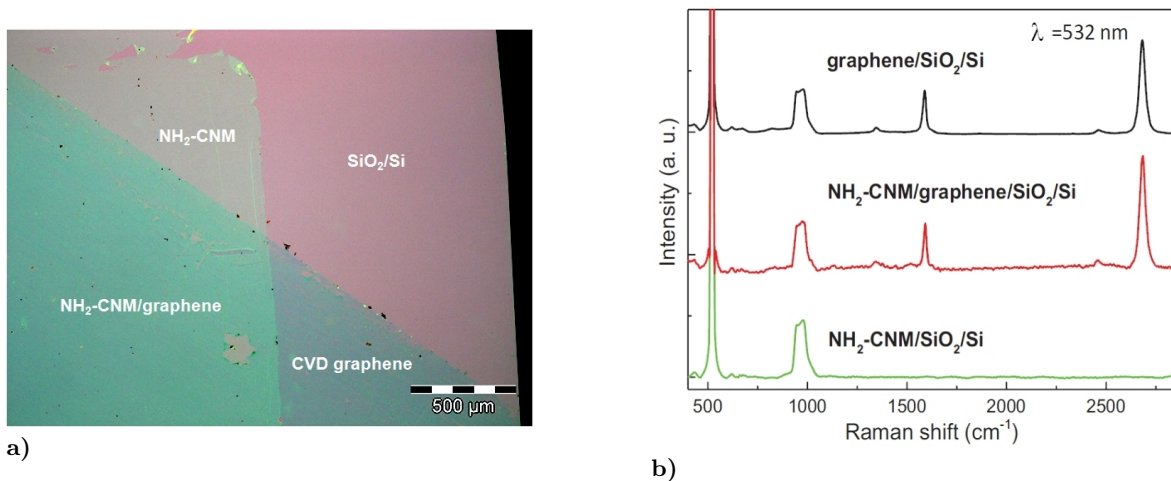 NH₂-CNM
SiO₂/Si
NH₂-CNM/graphene
CVD graphene
500 µm
a)
λ =532 nm
graphene/SiO₂/Si
NH₂-CNM/graphene/SiO₂/Si
NH₂-CNM/SiO₂/Si
Intensity (a. u.)
500 1000 1500 2000 2500
Raman shift (cm⁻¹)
b)